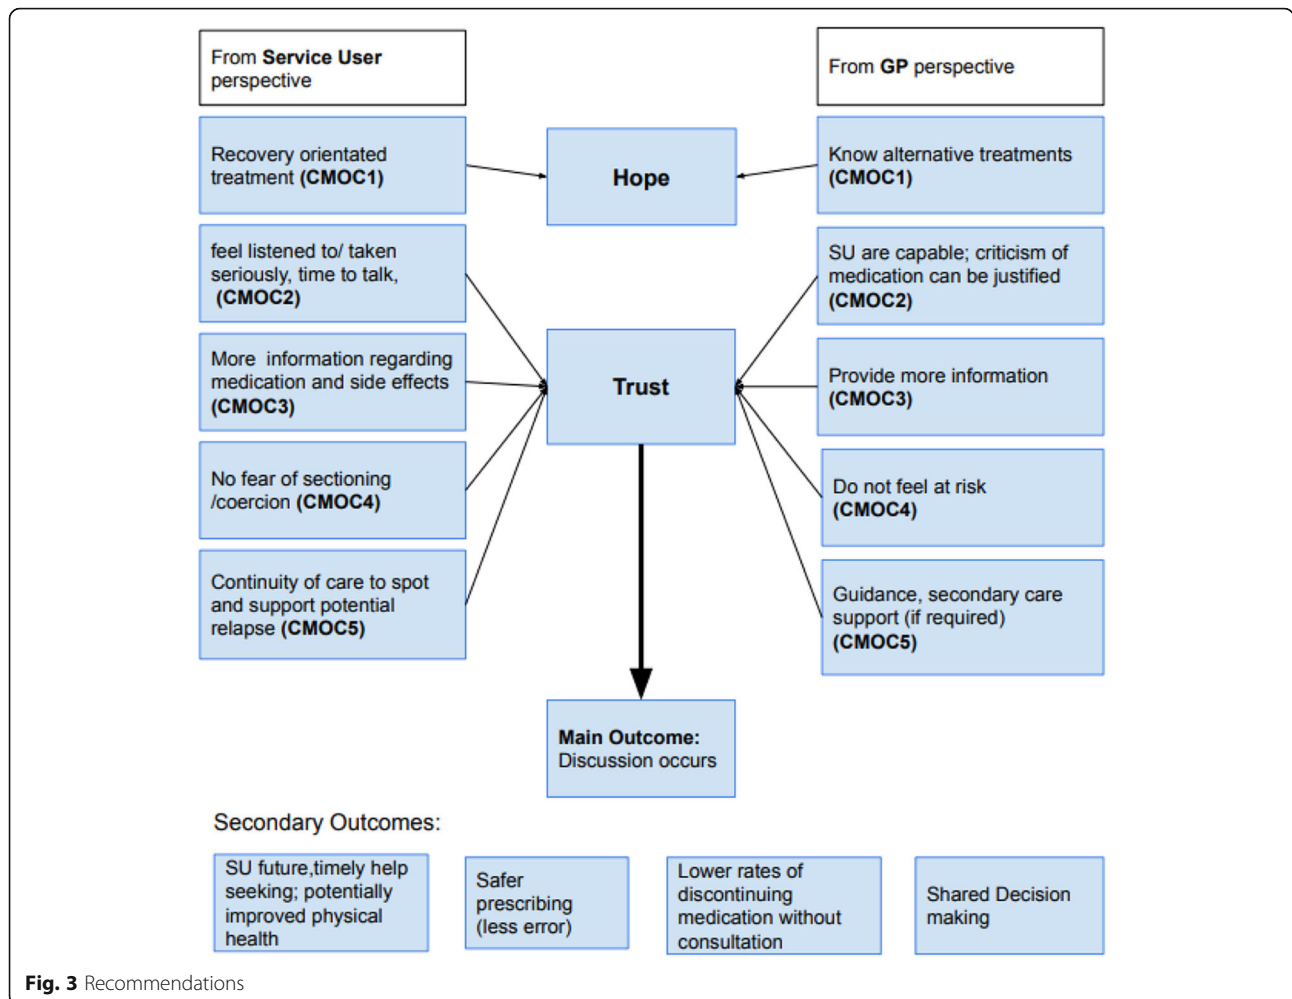 From Service User
perspective
From GP perspective
Recovery orientated
treatment (CMOC1)
Hope
Know alternative treatments
(CMOC1)
feel listened to/ taken
seriously, time to talk,
(CMOC2)
SU are capable; criticism of
medication can be justified
(CMOC2)
More information regarding
medication and side effects
(CMOC3)
Trust
Provide more information
(CMOC3)
No fear of sectioning
/coercion (CMOC4)
Do not feel at risk
(CMOC4)
Continuity of care to spot
and support potential
relapse (CMOC5)
Guidance, secondary care
support (if required)
(CMOC5)
Main Outcome:
Discussion occurs
Secondary Outcomes:
SU future,timely help
seeking; potentially
improved physical
health
Safer
prescribing
(less error)
Lower rates of
discontinuing
medication without
consultation
Shared Decision
making
Fig. 3 Recommendations